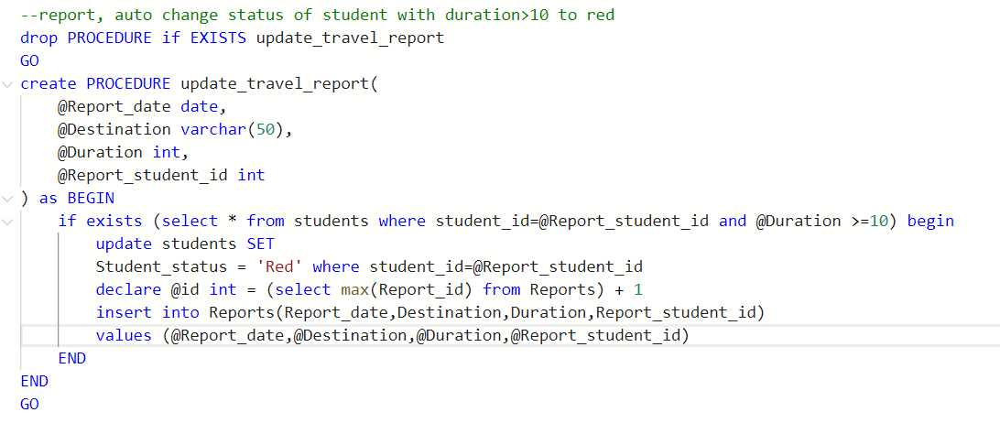 --report, auto change status of student with duration>10 to red
drop PROCEDURE if EXISTS update_travel_report
GO
create PROCEDURE update_travel_report(
    @Report_date date,
    @Destination varchar(50),
    @Duration int,
    @Report_student_id int
) as BEGIN
    if exists (select * from students where student_id=@Report_student_id and @Duration >=10) begin
        update students SET
        Student_status = 'Red' where student_id=@Report_student_id
        declare @id int = (select max(Report_id) from Reports) + 1
        insert into Reports(Report_date,Destination,Duration,Report_student_id)
        values (@Report_date,@Destination,@Duration,@Report_student_id)
    END
END
GO